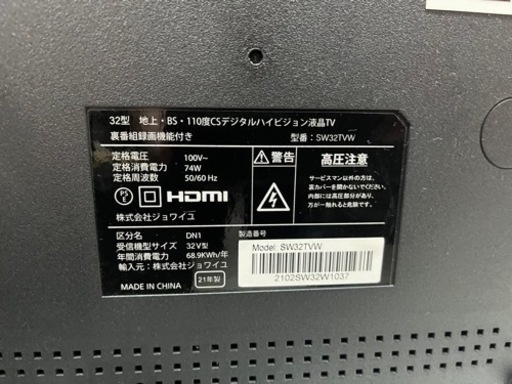 32型 地上・BS・110度CSデジタルハイビジョン液晶TV
裏番組録画機能付き
型番: SW32TVW
定格電圧 100V~
定格消費電力 74W
定格周波数 50/60 Hz
HDMI
株式会社ジョワイユ
警告 高圧注意
サービスマン以外の方は、
裏カバーを開かないでください。
内部には高圧部分が
数多くあり、万一さわると危険です。
区分名 DN1
受信機型サイズ 32V型
年間消費電力 68.9KWh/年
輸入元: 株式会社ジョワイユ
MADE IN CHINA
21年製
製造番号
Model: SW32TVW
2102SW32W1037